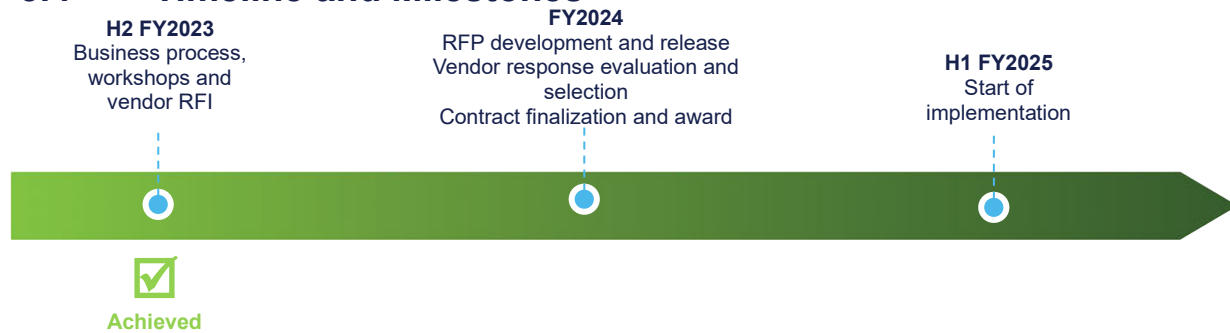 H2 FY2023
Business process,
workshops and
vendor RFI
FY2024
RFP development and release
Vendor response evaluation and
selection
Contract finalization and award
H1 FY2025
Start of
implementation
Achieved